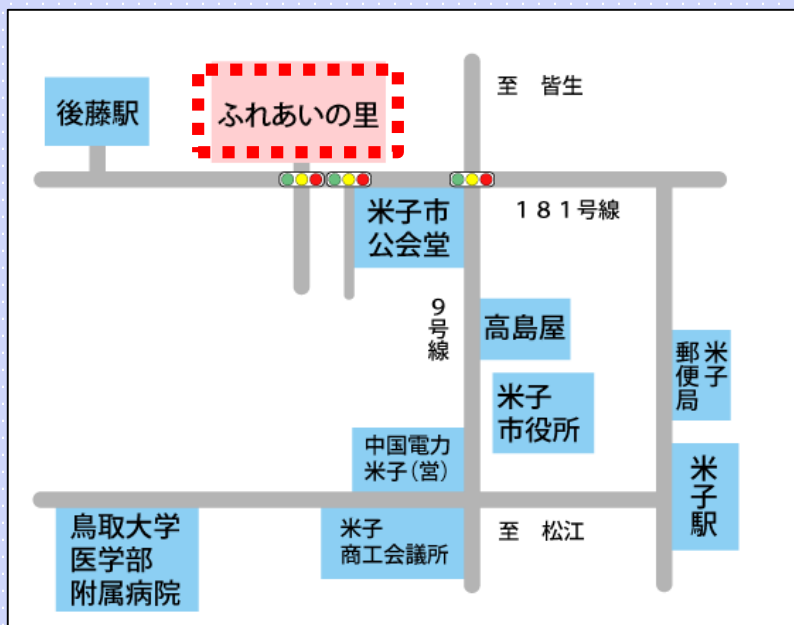 至 皆生
後藤駅
ふれあいの里
米子市
公会堂
181号線
9号線
高島屋
米子
郵便局
米子
市役所
中国電力
米子(営)
米子駅
鳥取大学
医学部
附属病院
米子
商工会議所
至 松江